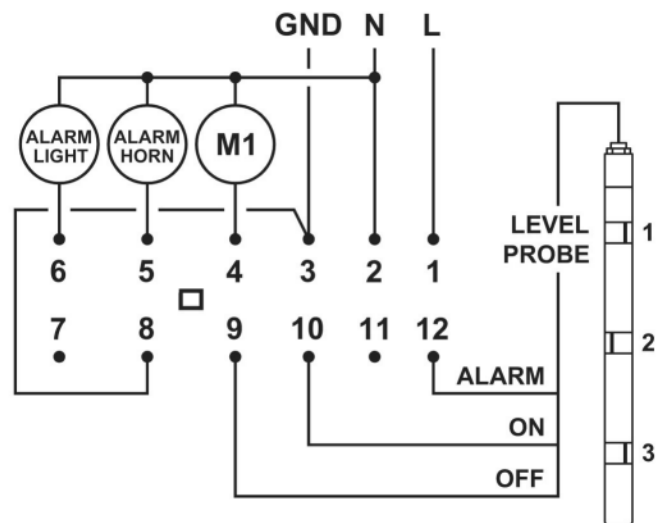 GND N L
ALARM LIGHT
ALARM HORN
M1
LEVEL PROBE
1
6 5 4 3 2 1
2
7 8 9 10 11 12
ALARM
ON
3
OFF